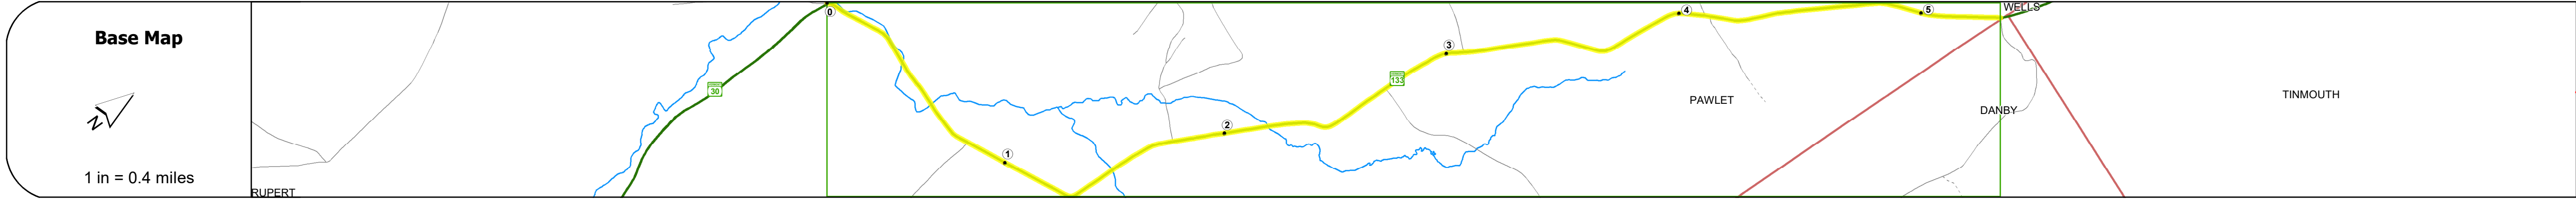 Base Map
N
1 in = 0.4 miles
RUPERT
30
0
1
2
3
133
4
5
PAWLET
WELLS
DANBY
TINMOUTH